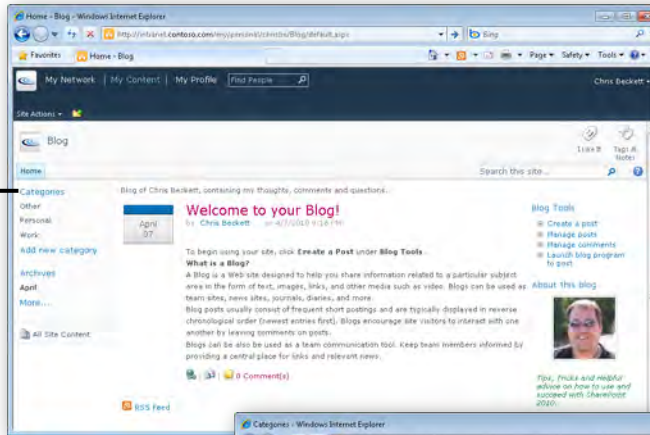 Home - Blog - Windows Internet Explorer
http://intranet.contoso.com/my/personal/chrisb/Blog/default.aspx
Bing
Favorites
Home - Blog
Page
Safety
Tools
My Network | My Content | My Profile
Find People
Chris Beckett
Site Actions
Blog
I Like It
Tags & Notes
Home
Search this site...
Categories
Other
Personal
Work
Add new category
Archives
April
More...
All Site Content
Blog of Chris Beckett, containing my thoughts, comments and questions.
April
07
Welcome to your Blog!
by Chris Beckett
To begin using your site, click Create a Post under Blog Tools.
What is a Blog?
A Blog is a Web site designed to help you share information related to a particular subject
area in the form of text, images, links, and other media such as video. Blogs can be used as
team sites, news sites, journals, diaries, and more.
Blog posts usually consist of frequent short postings and are typically displayed in reverse
chronological order (newest entries first). Blogs encourage site visitors to interact with one
another by leaving comments on posts.
Blogs can be also be used as a team communication tool. Keep team members informed by
providing a central place for links and relevant news.
0 Comment(s)
RSS Feed
Blog Tools
Create a post
Manage posts
Manage comments
Launch blog program
to post
About this blog
Tips, Tricks and Helpful
advice on how to use and
succeed with SharePoint
2010.
Categories - Windows Internet Explorer